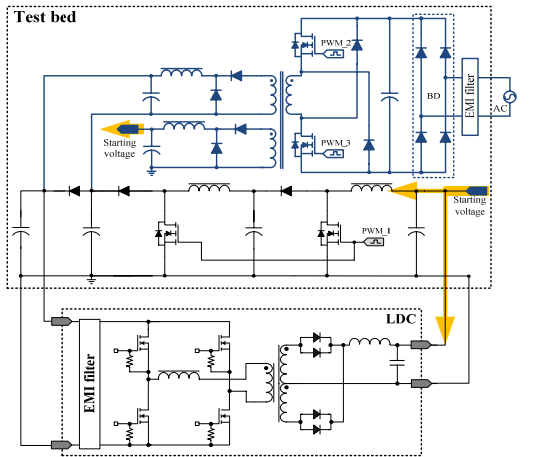 Test bed
PWM_2
BD
EMI filter
AC
Starting
voltage
PWM_3
Starting
voltage
PWM_1
LDC
EMI filter